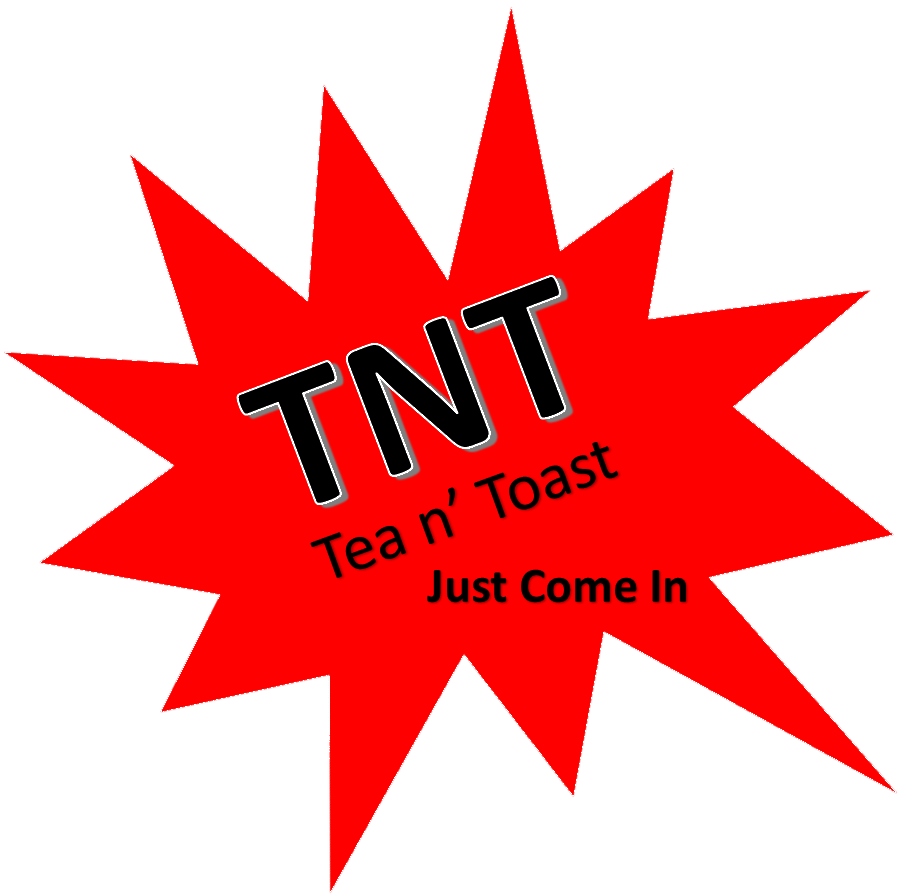 TNT
Tea n’ Toast
Just Come In